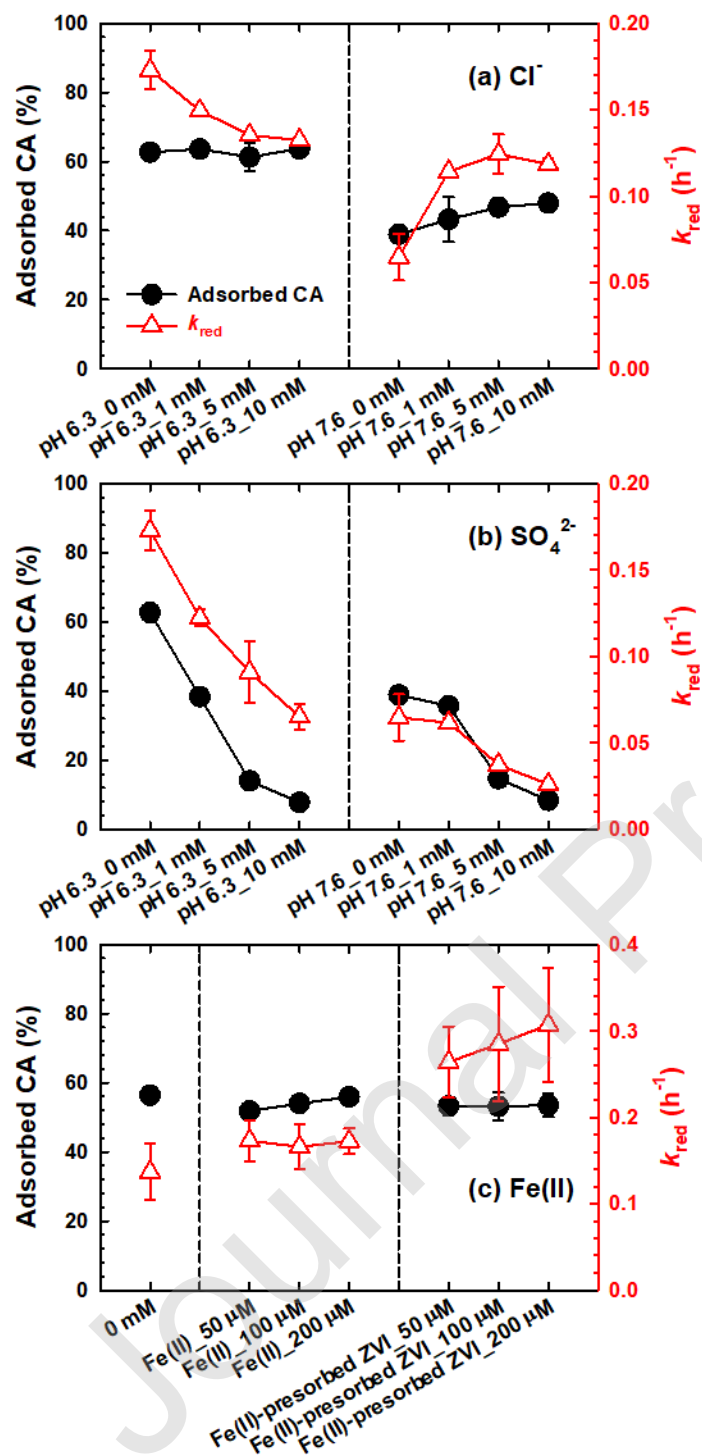 100
80
60
40
20
0
Adsorbed CA (%)
(a) Cl⁻
Adsorbed CA
k_red
0.20
0.15
0.10
0.05
0.00
k_red (h⁻¹)
pH 6.3_0 mM
pH 6.3_1 mM
pH 6.3_5 mM
pH 6.3_10 mM
pH 7.6_0 mM
pH 7.6_1 mM
pH 7.6_5 mM
pH 7.6_10 mM
100
80
60
40
20
0
Adsorbed CA (%)
(b) SO₄²⁻
0.20
0.15
0.10
0.05
0.00
k_red (h⁻¹)
pH 6.3_0 mM
pH 6.3_1 mM
pH 6.3_5 mM
pH 6.3_10 mM
pH 7.6_0 mM
pH 7.6_1 mM
pH 7.6_5 mM
pH 7.6_10 mM
100
80
60
40
20
0
Adsorbed CA (%)
(c) Fe(II)
0.4
0.3
0.2
0.1
0.0
k_red (h⁻¹)
0 mM
Fe(II)_50 µM
Fe(II)_100 µM
Fe(II)_200 µM
Fe(II)-presorbed ZVI_50 µM
Fe(II)-presorbed ZVI_100 µM
Fe(II)-presorbed ZVI_200 µM
Journal Pr